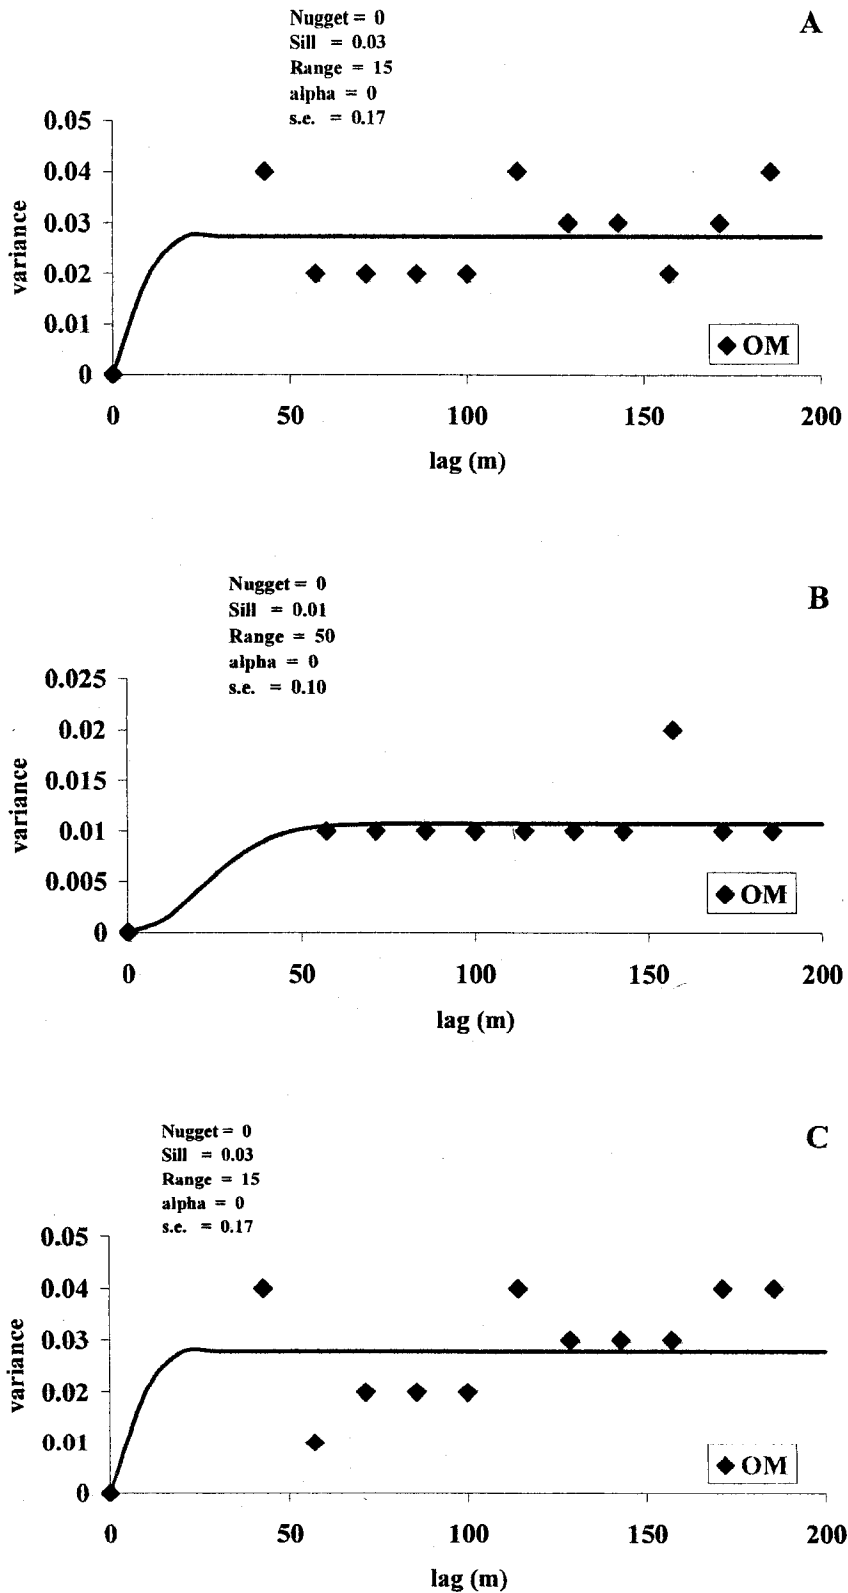 A
Nugget = 0
Sill = 0.03
Range = 15
alpha = 0
s.e. = 0.17
0.05
0.04
0.03
0.02
0.01
0
variance
OM
0 50 100 150 200
lag (m)
B
Nugget = 0
Sill = 0.01
Range = 50
alpha = 0
s.e. = 0.10
0.025
0.02
0.015
0.01
0.005
0
variance
OM
0 50 100 150 200
lag (m)
C
Nugget = 0
Sill = 0.03
Range = 15
alpha = 0
s.e. = 0.17
0.05
0.04
0.03
0.02
0.01
0
variance
OM
0 50 100 150 200
lag (m)